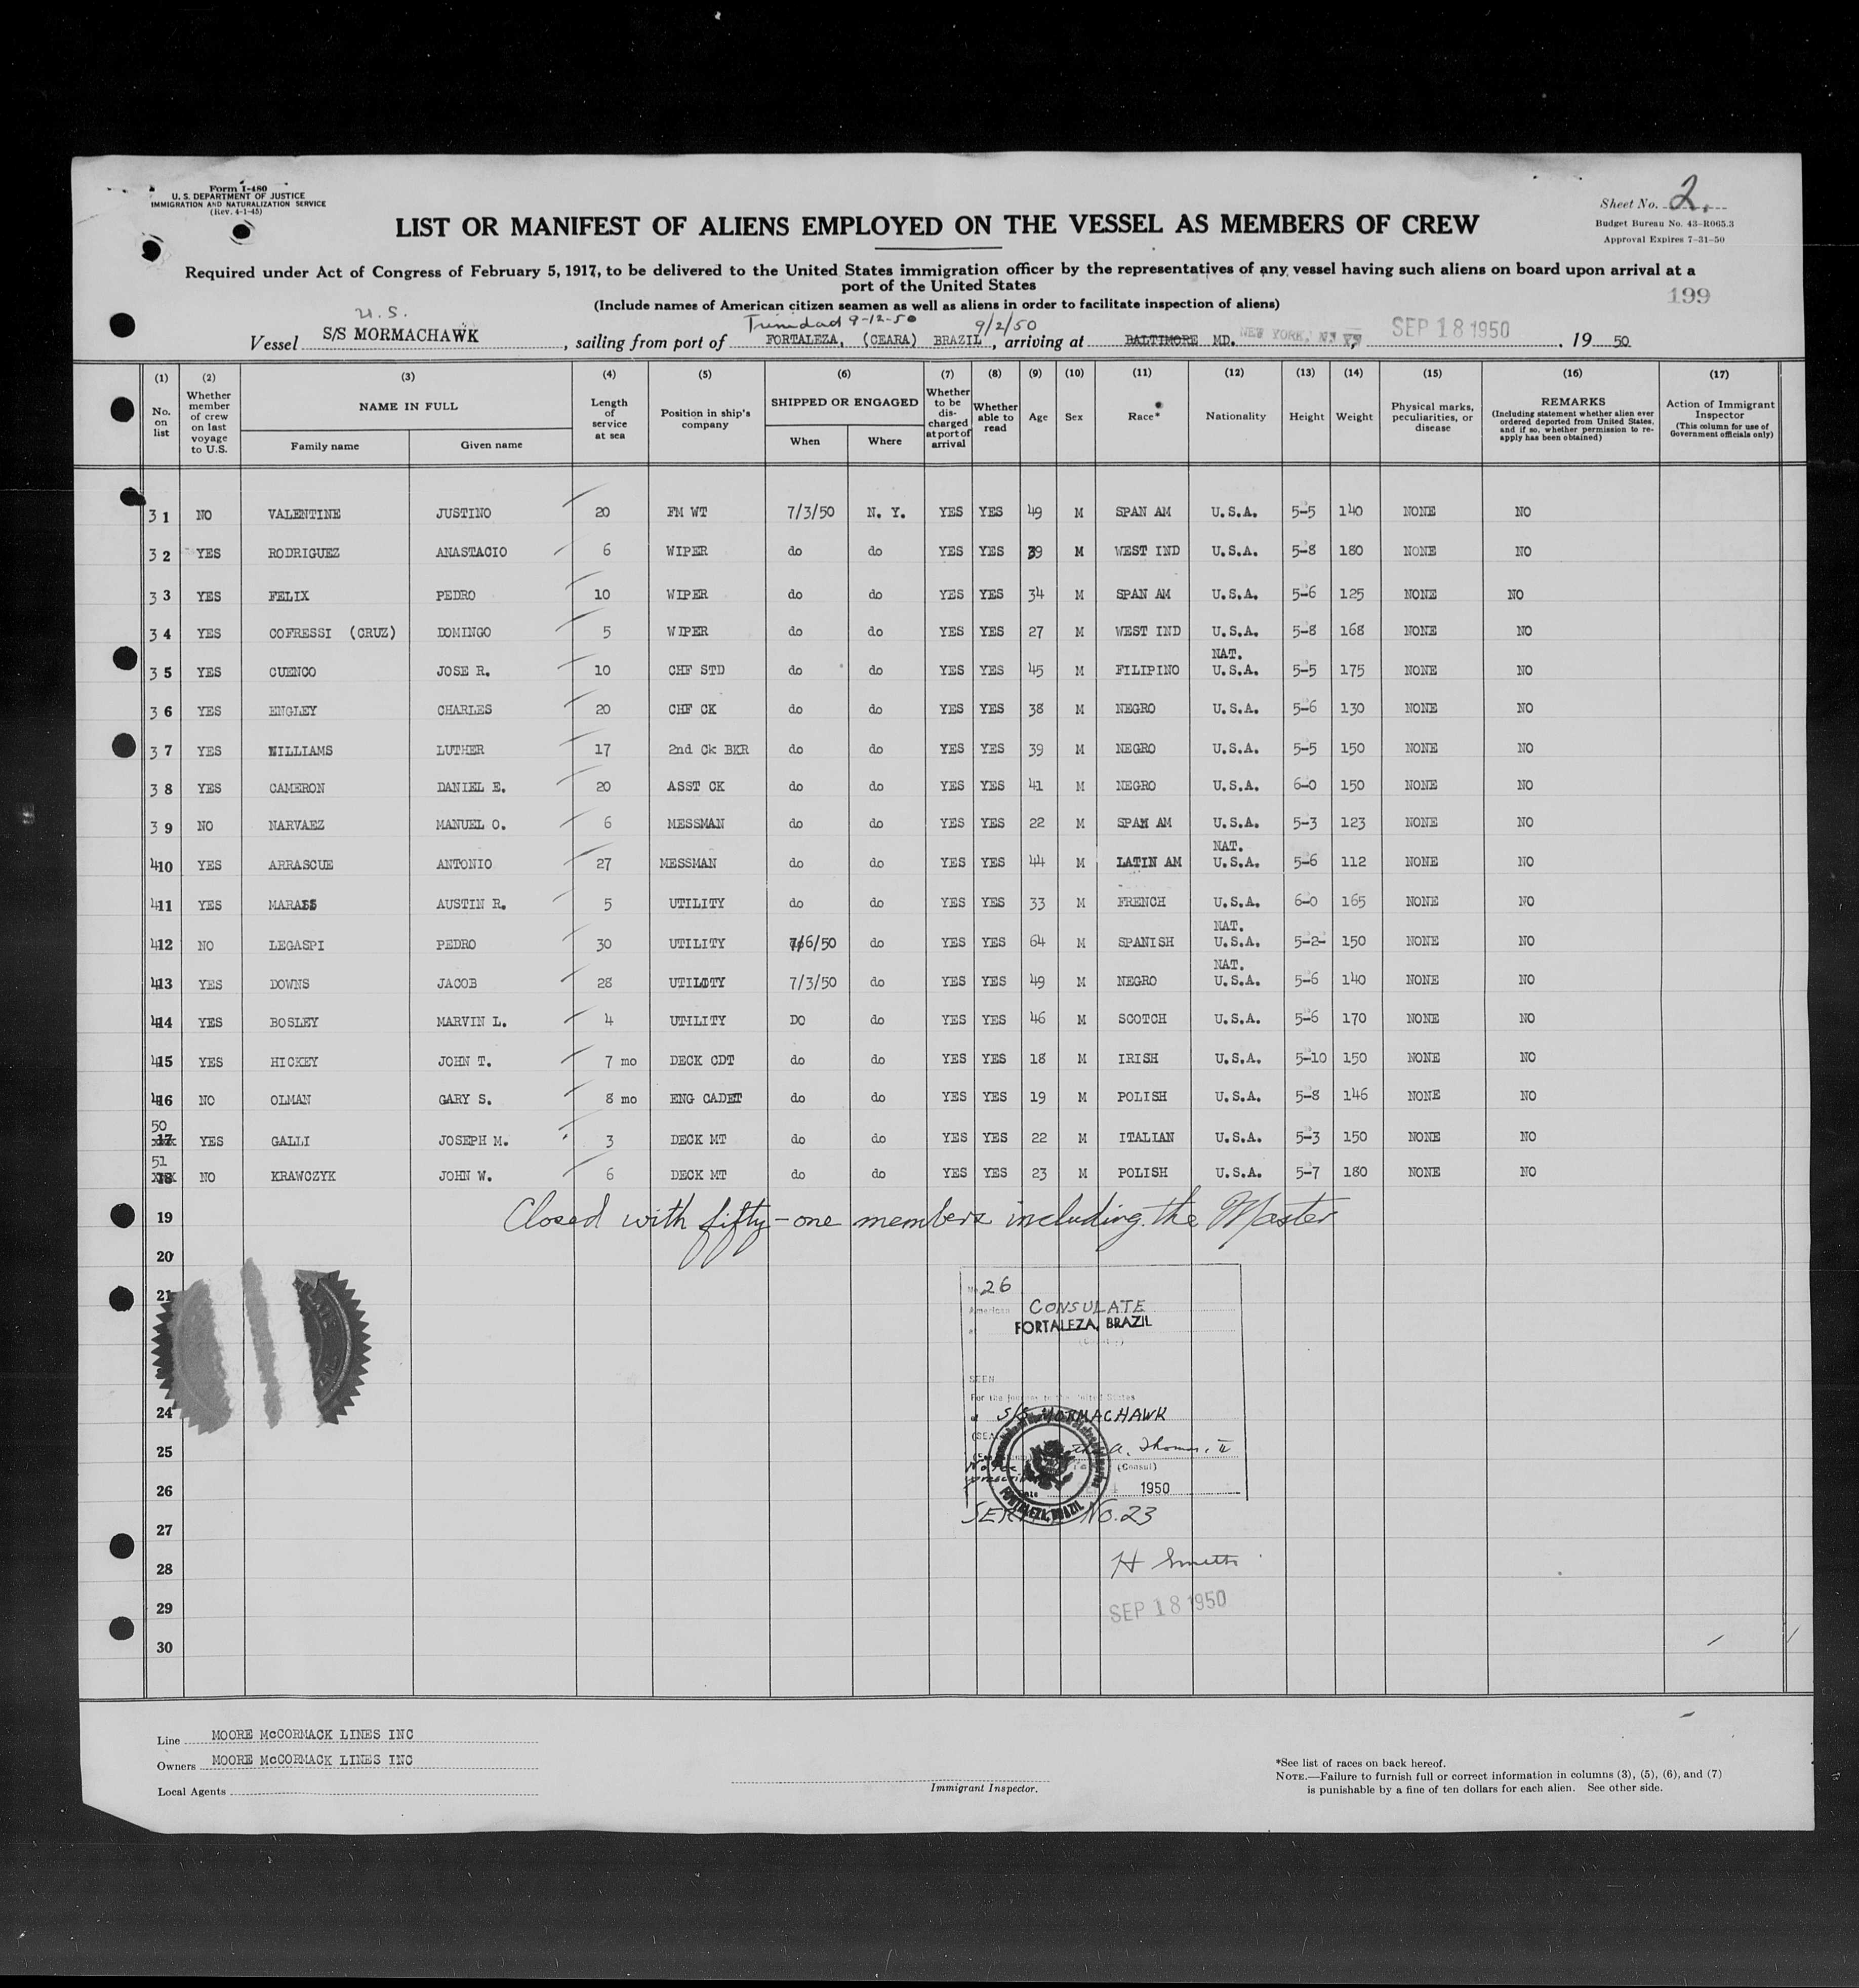 Form I-480
U. S. DEPARTMENT OF JUSTICE
IMMIGRATION AND NATURALIZATION SERVICE
(Rev. 4-1-45)
Sheet No. 2.
Budget Bureau No. 43-R065.3
Approval Expires 7-31-50
LIST OR MANIFEST OF ALIENS EMPLOYED ON THE VESSEL AS MEMBERS OF CREW
Required under Act of Congress of February 5, 1917, to be delivered to the United States immigration officer by the representatives of any vessel having such aliens on board upon arrival at a
port of the United States
(Include names of American citizen seamen as well as aliens in order to facilitate inspection of aliens)
199
U.S. Trinidad 9-12-50 9/2/50
Vessel S/S MORMACHAWK, sailing from port of FORTALEZA, (CEARA) BRAZIL, arriving at BALTIMORE MD. NEW YORK, SEP 18 1950, 19 50
(1) (2) (3) (4) (5) (6) (7) (8) (9) (10) (11) (12) (13) (14) (15) (16) (17)
No. on list
Whether member of crew on last voyage to U.S.
NAME IN FULL
Family name
Given name
Length of service at sea
Position in ship's company
SHIPPED OR ENGAGED
When
Where
Whether to be discharged at port of arrival
Whether able to read
Age
Sex
Race*
Nationality
Height
Weight
Physical marks, peculiarities, or disease
REMARKS
(Including statement whether alien ever ordered deported from United States, and if so, whether permission to re-apply has been obtained)
Action of Immigrant Inspector
(This column for use of Government officials only)
31 NO VALENTINE JUSTINO 20 FM WT 7/3/50 N. Y. YES YES 49 M SPAN AM U.S.A. 5-5 140 NONE NO
32 YES RODRIGUEZ ANASTACIO 6 WIPER do do YES YES 39 M WEST IND U.S.A. 5-8 180 NONE NO
33 YES FELIX PEDRO 10 WIPER do do YES YES 34 M SPAN AM U.S.A. 5-6 125 NONE NO
34 YES COFRESSI (CRUZ) DOMINGO 5 WIPER do do YES YES 27 M WEST IND U.S.A. 5-8 168 NONE NO
35 YES CUENCO JOSE R. 10 CHF STD do do YES YES 45 M FILIPINO NAT. U.S.A. 5-5 175 NONE NO
36 YES ENGLEY CHARLES 20 CHF CK do do YES YES 38 M NEGRO U.S.A. 5-6 130 NONE NO
37 YES WILLIAMS LUTHER 17 2nd Ck BKR do do YES YES 39 M NEGRO U.S.A. 5-5 150 NONE NO
38 YES CAMERON DANIEL E. 20 ASST CK do do YES YES 41 M NEGRO U.S.A. 6-0 150 NONE NO
39 NO NARVAEZ MANUEL O. 6 MESSMAN do do YES YES 22 M SPAN AM U.S.A. 5-3 123 NONE NO
410 YES ARRASCUE ANTONIO 27 MESSMAN do do YES YES 44 M LATIN AM NAT. U.S.A. 5-6 112 NONE NO
411 YES MARAIS AUSTIN R. 5 UTILITY do do YES YES 33 M FRENCH U.S.A. 6-0 165 NONE NO
412 NO LEGASPI PEDRO 30 UTILITY 7/6/50 do YES YES 64 M SPANISH NAT. U.S.A. 5-2- 150 NONE NO
413 YES DOWNS JACOB 28 UTILITY 7/3/50 do YES YES 49 M NEGRO NAT. U.S.A. 5-6 140 NONE NO
414 YES BOSLEY MARVIN L. 4 UTILITY DO do YES YES 46 M SCOTCH U.S.A. 5-6 170 NONE NO
415 YES HICKEY JOHN T. 7 mo DECK CDT do do YES YES 18 M IRISH U.S.A. 5-10 150 NONE NO
416 NO OLMAN GARY S. 8 mo ENG CADET do do YES YES 19 M POLISH U.S.A. 5-8 146 NONE NO
50 17 YES GALLI JOSEPH M. 3 DECK MT do do YES YES 22 M ITALIAN U.S.A. 5-3 150 NONE NO
51 18 NO KRAWCZYK JOHN W. 6 DECK MT do do YES YES 23 M POLISH U.S.A. 5-7 180 NONE NO
19 Closed with fifty-one members including the Master
20
21
24
25
26
27
28
29
30
No. 26
American CONSULATE
at FORTALEZA, BRAZIL
(Country)
SEEN
For the journey to the United States
S/S MORMACHAWK
A. Thomas, II
(Consul)
1950
FORTALEZA, BRAZIL
No. 23
H Smith
SEP 18 1950
Line MOORE McCORMACK LINES INC
Owners MOORE McCORMACK LINES INC
Local Agents
Immigrant Inspector.
*See list of races on back hereof.
NOTE.—Failure to furnish full or correct information in columns (3), (5), (6), and (7)
is punishable by a fine of ten dollars for each alien. See other side.